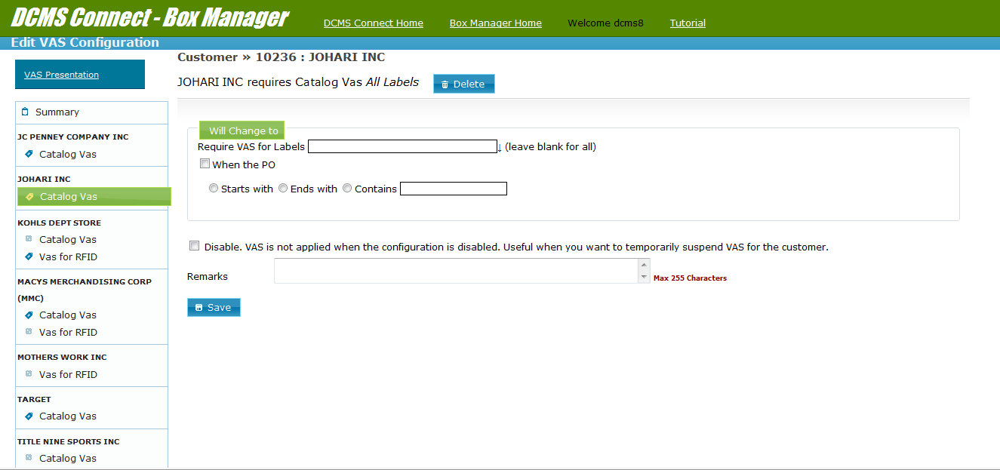 DCMS Connect - Box Manager
DCMS Connect Home Box Manager Home Welcome dcms8 Tutorial
Edit VAS Configuration
VAS Presentation
Summary
JC PENNEY COMPANY INC
Catalog Vas
JOHARI INC
Catalog Vas
KOHLS DEPT STORE
Catalog Vas
Vas for RFID
MACYS MERCHANDISING CORP
(MMC)
Catalog Vas
Vas for RFID
MOTHERS WORK INC
Vas for RFID
TARGET
Catalog Vas
TITLE NINE SPORTS INC
Catalog Vas
Customer » 10236 : JOHARI INC
JOHARI INC requires Catalog Vas All Labels Delete
Will Change to
Require VAS for Labels ↓ (leave blank for all)
When the PO
Starts with Ends with Contains
Disable. VAS is not applied when the configuration is disabled. Useful when you want to temporarily suspend VAS for the customer.
Remarks Max 255 Characters
Save